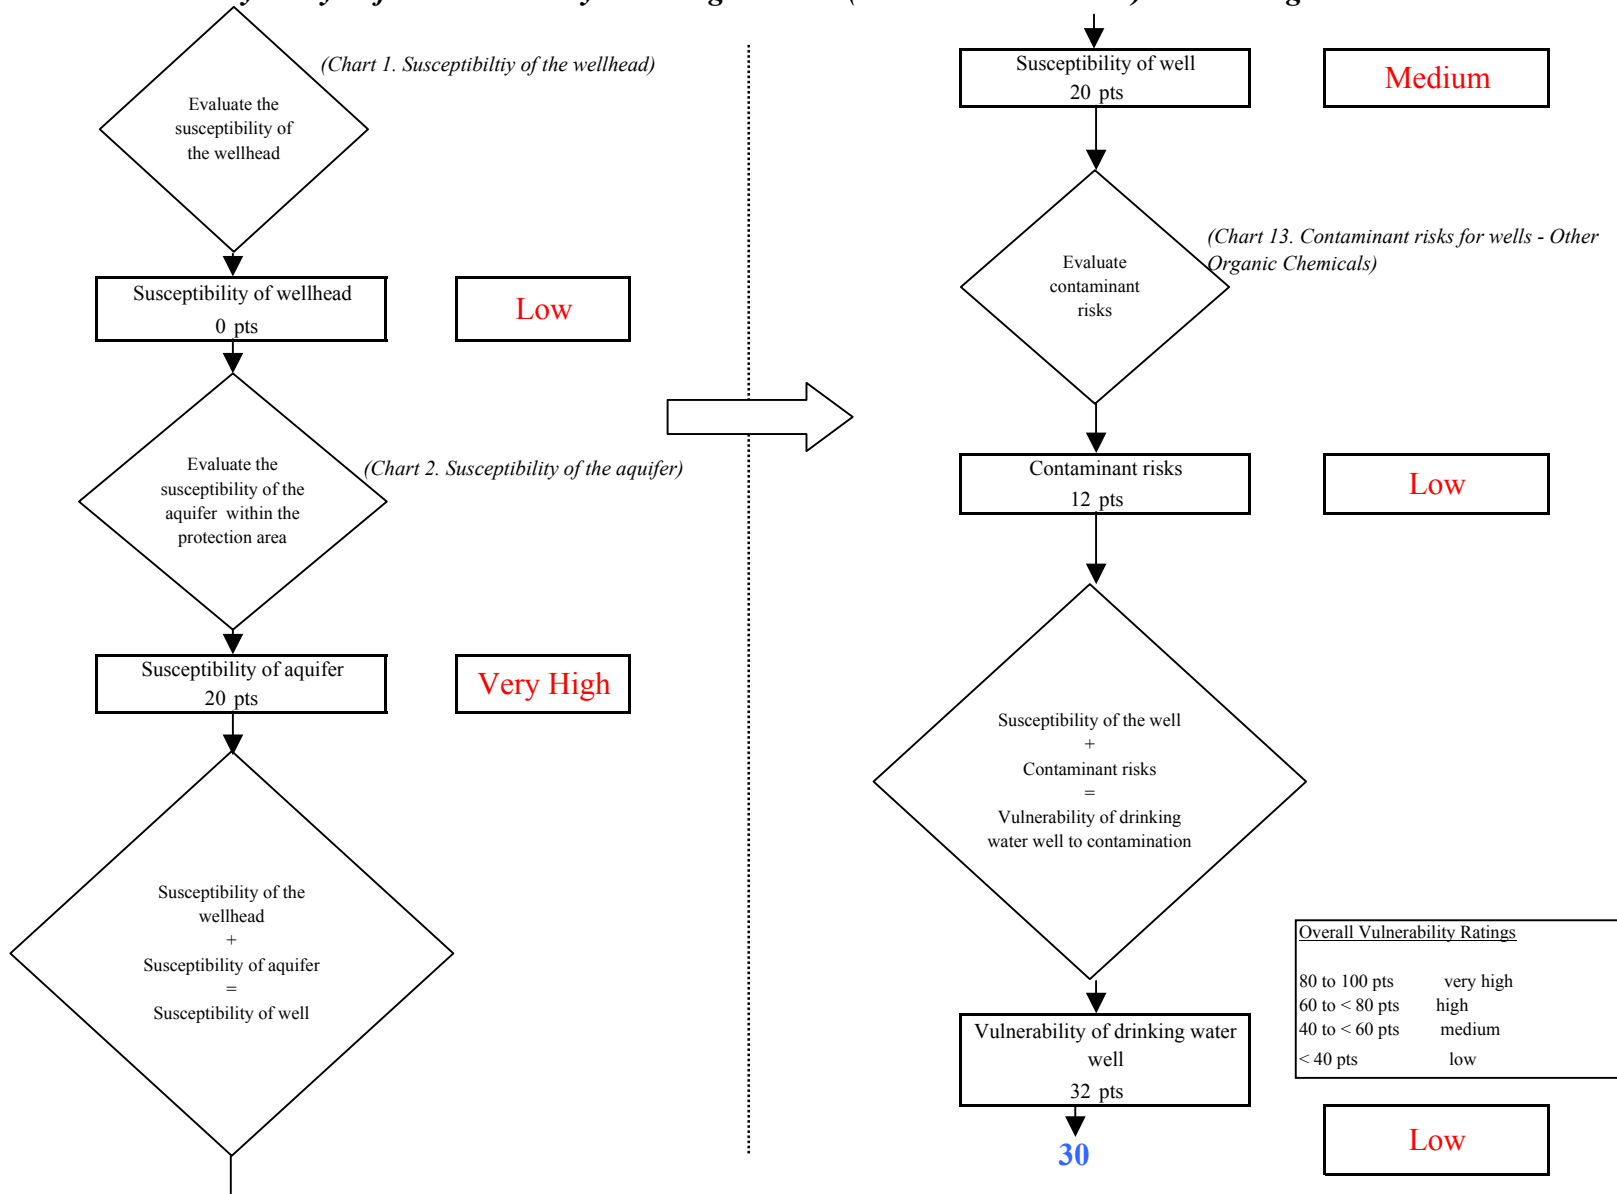 (Chart 1. Susceptibiltiy of the wellhead)
Evaluate the
susceptibility of
the wellhead
Susceptibility of wellhead
0 pts
Low
Evaluate the
susceptibility of the
aquifer within the
protection area
(Chart 2. Susceptibility of the aquifer)
Susceptibility of aquifer
20 pts
Very High
Susceptibility of the
wellhead
+
Susceptibility of aquifer
=
Susceptibility of well
Susceptibility of well
20 pts
Medium
(Chart 13. Contaminant risks for wells - Other
Organic Chemicals)
Evaluate
contaminant
risks
Contaminant risks
12 pts
Low
Susceptibility of the well
+
Contaminant risks
=
Vulnerability of drinking
water well to contamination
Overall Vulnerability Ratings
80 to 100 pts very high
60 to < 80 pts high
40 to < 60 pts medium
< 40 pts low
Vulnerability of drinking water
well
32 pts
30
Low